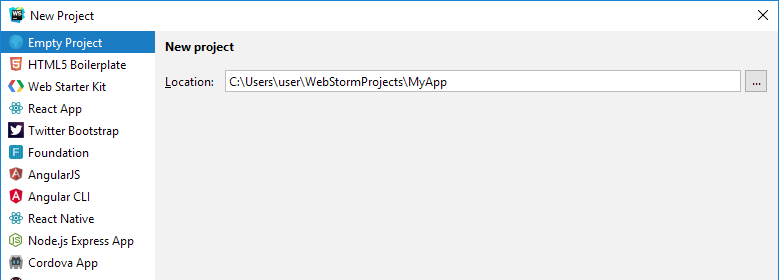 New Project
Empty Project
HTML5 Boilerplate
Web Starter Kit
React App
Twitter Bootstrap
Foundation
AngularJS
Angular CLI
React Native
Node.js Express App
Cordova App
New project
Location: C:\Users\user\WebStormProjects\MyApp ...